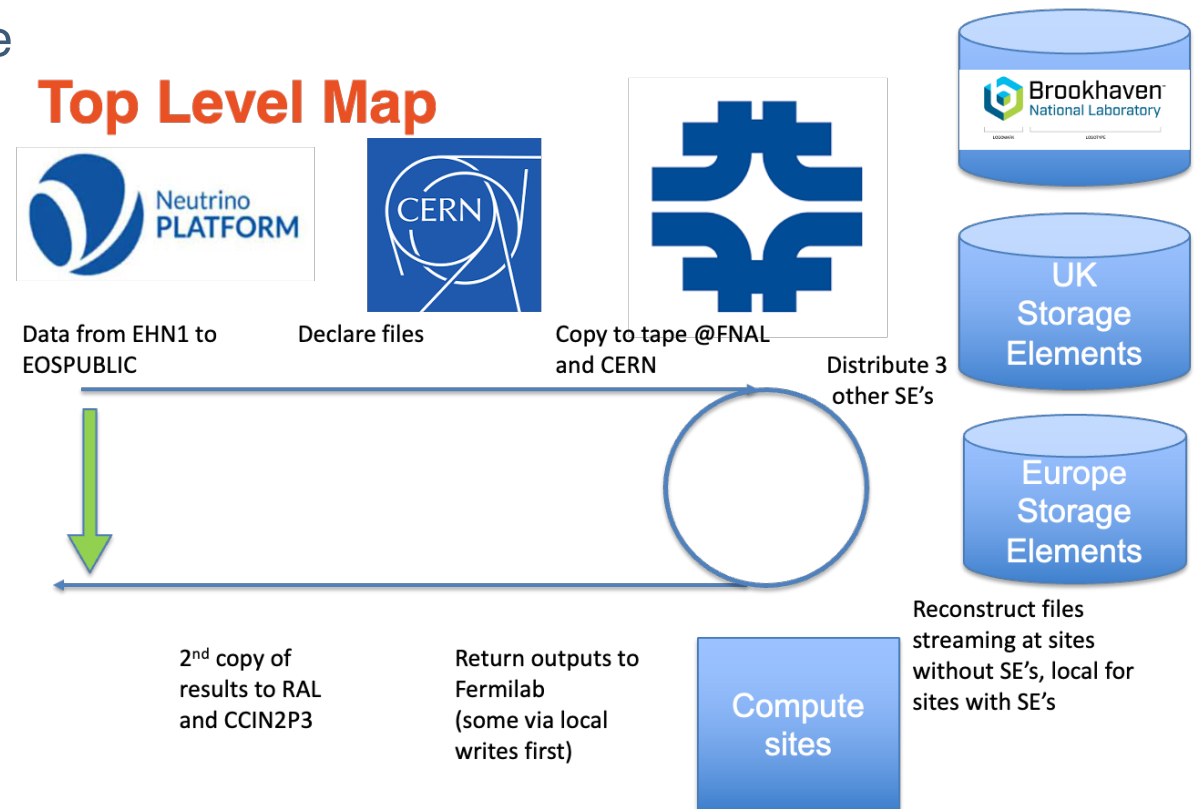 e
Top Level Map
Neutrino
PLATFORM
CERN
Brookhaven
National Laboratory
LOGOMARK
LOGOTYPE
Data from EHN1 to
EOSPUBLIC
Declare files
Copy to tape @FNAL
and CERN
Distribute 3
other SE’s
UK
Storage
Elements
Europe
Storage
Elements
Reconstruct files
streaming at sites
without SE’s, local for
sites with SE’s
Compute
sites
Return outputs to
Fermilab
(some via local
writes first)
2nd copy of
results to RAL
and CCIN2P3